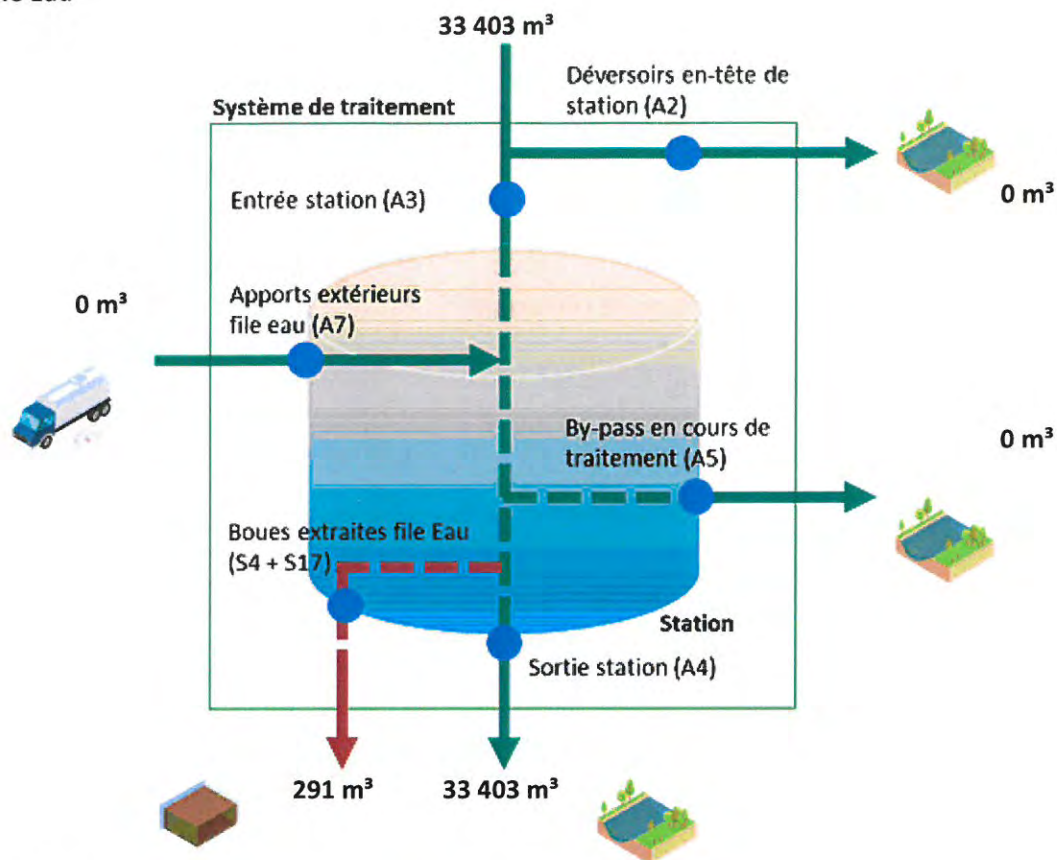 Eau
33 403 m³
Déversoirs en-tête de
station (A2)
Système de traitement
0 m³
Entrée station (A3)
0 m³
Apports extérieurs
file eau (A7)
0 m³
By-pass en cours de
traitement (A5)
Boues extraites file Eau
(S4 + S17)
Station
Sortie station (A4)
291 m³
33 403 m³